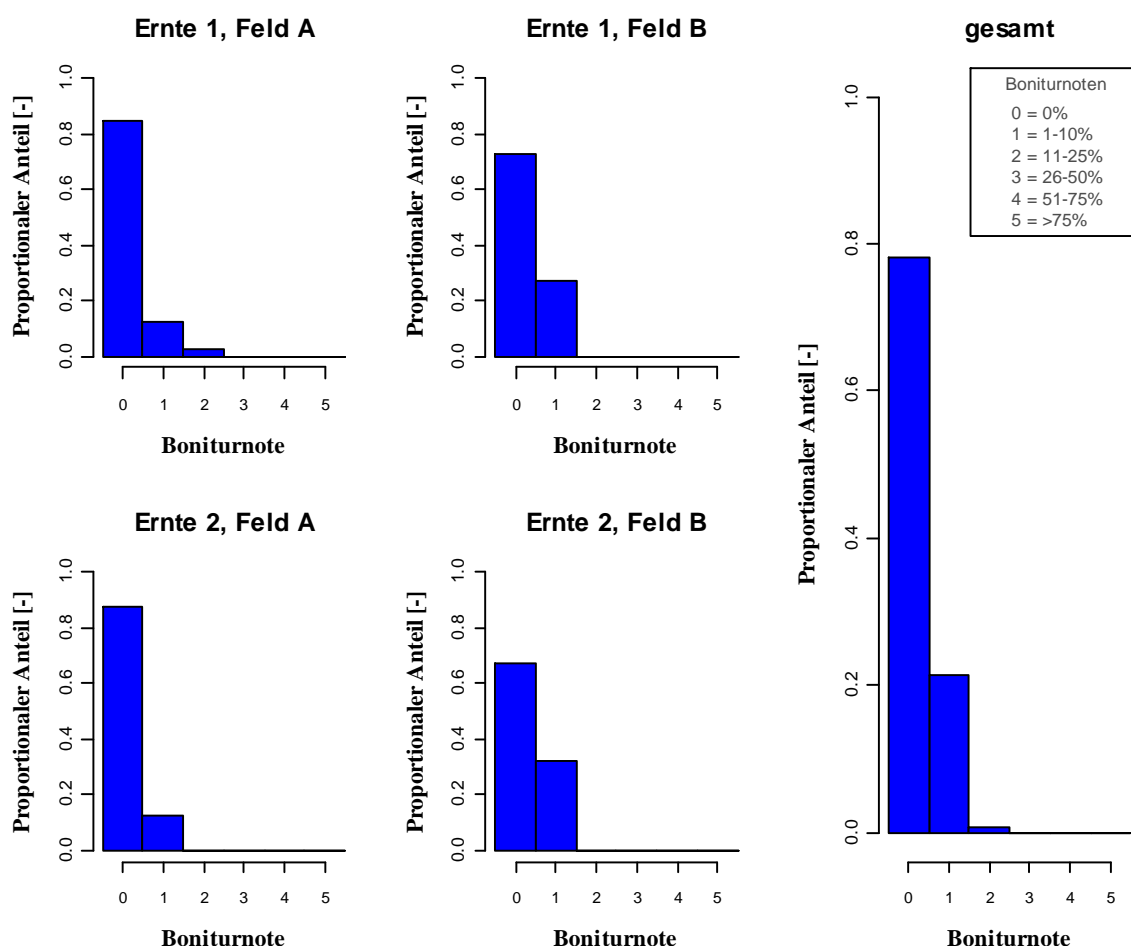 Ernte 1, Feld A
Proportionaler Anteil [-]
1.0
0.8
0.6
0.4
0.2
0.0
0 1 2 3 4 5
Boniturnote
Ernte 1, Feld B
Proportionaler Anteil [-]
1.0
0.8
0.6
0.4
0.2
0.0
0 1 2 3 4 5
Boniturnote
Ernte 2, Feld A
Proportionaler Anteil [-]
1.0
0.8
0.6
0.4
0.2
0.0
0 1 2 3 4 5
Boniturnote
Ernte 2, Feld B
Proportionaler Anteil [-]
1.0
0.8
0.6
0.4
0.2
0.0
0 1 2 3 4 5
Boniturnote
gesamt
Boniturnoten
0 = 0%
1 = 1-10%
2 = 11-25%
3 = 26-50%
4 = 51-75%
5 = >75%
Proportionaler Anteil [-]
1.0
0.8
0.6
0.4
0.2
0.0
0 1 2 3 4 5
Boniturnote